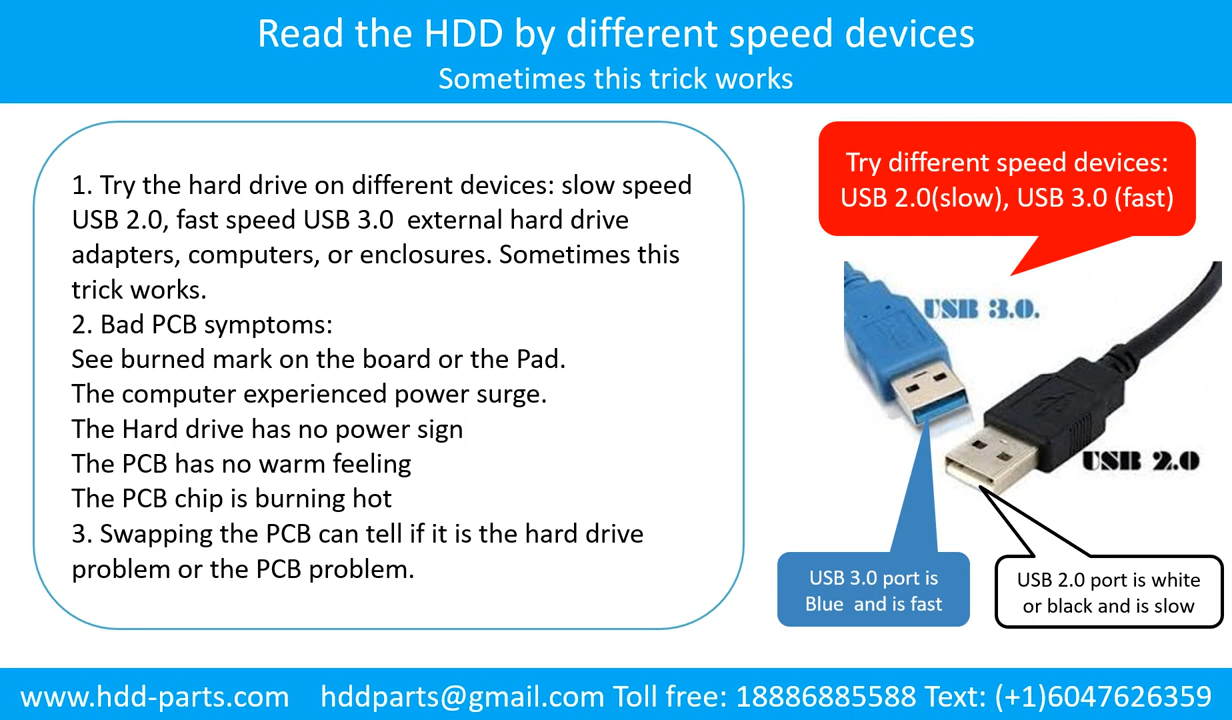 Read the HDD by different speed devices
Sometimes this trick works
1. Try the hard drive on different devices: slow speed
USB 2.0, fast speed USB 3.0  external hard drive
adapters, computers, or enclosures. Sometimes this
trick works.
2. Bad PCB symptoms:
See burned mark on the board or the Pad.
The computer experienced power surge.
The Hard drive has no power sign
The PCB has no warm feeling
The PCB chip is burning hot
3. Swapping the PCB can tell if it is the hard drive
problem or the PCB problem.
Try different speed devices:
USB 2.0(slow), USB 3.0 (fast)
USB 3.0.
USB 2.0
USB 3.0 port is
Blue  and is fast
USB 2.0 port is white
or black and is slow
www.hdd-parts.com    hddparts@gmail.com Toll free: 18886885588 Text: (+1)6047626359